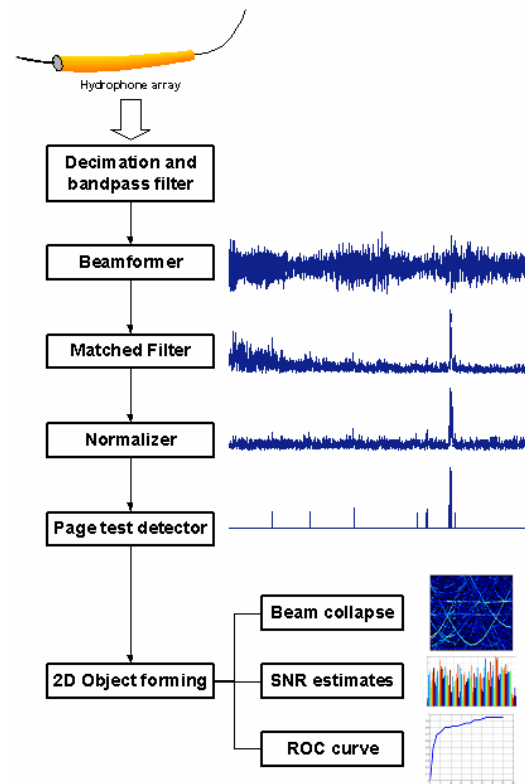 Hydrophone array
Decimation and
bandpass filter
Beamformer
Matched Filter
Normalizer
Page test detector
Beam collapse
2D Object forming
SNR estimates
ROC curve